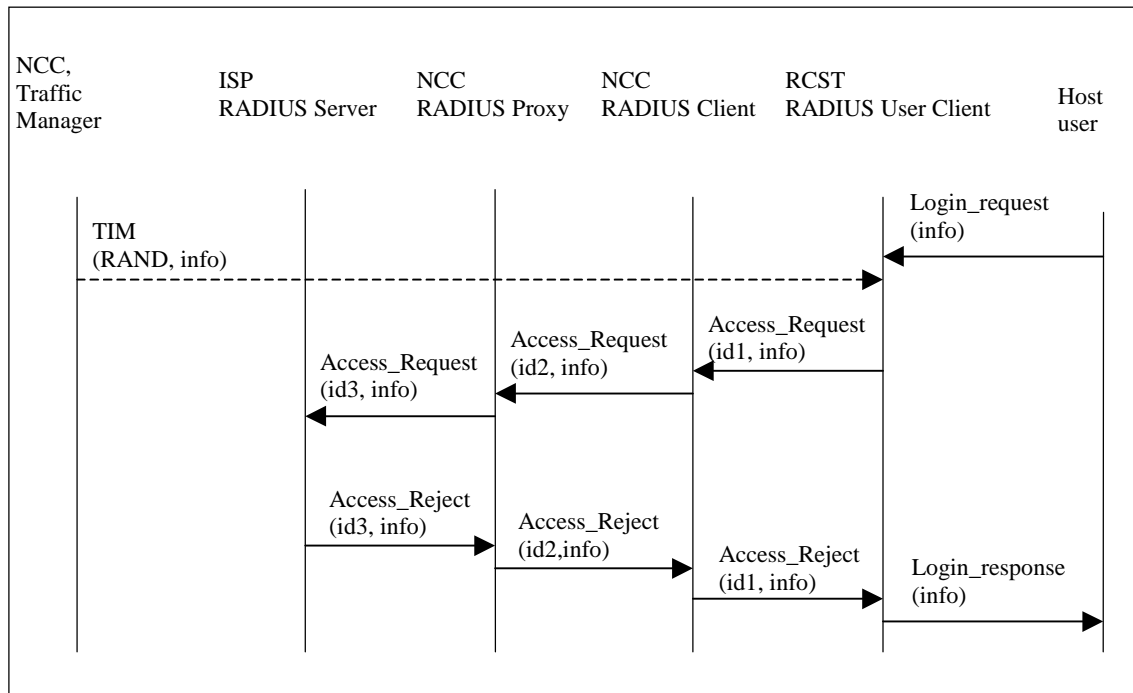 NCC,
Traffic
Manager
ISP
RADIUS Server
NCC
RADIUS Proxy
NCC
RADIUS Client
RCST
RADIUS User Client
Host
user
Login_request
(info)
TIM
(RAND, info)
Access_Request
(id1, info)
Access_Request
(id2, info)
Access_Request
(id3, info)
Access_Reject
(id3, info)
Access_Reject
(id2,info)
Access_Reject
(id1, info)
Login_response
(info)